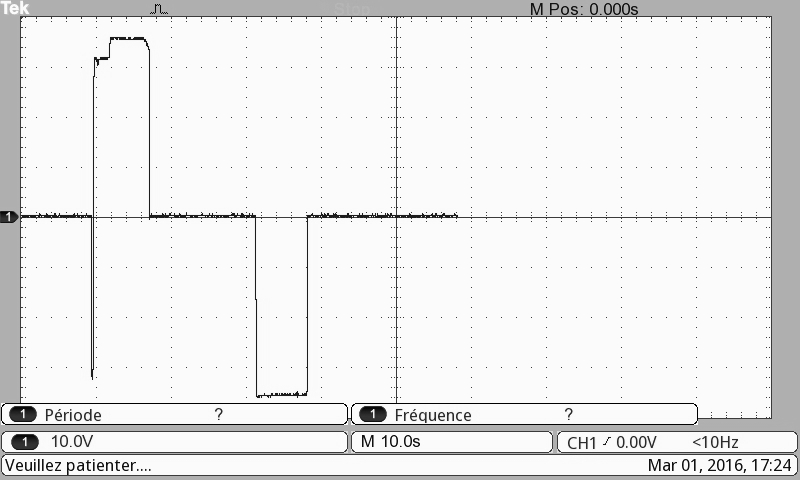 Tek Stop M Pos: 0.000s
1
1 Période ? 1 Fréquence ?
1 10.0V M 10.0s CH1 0.00V <10Hz
Veuillez patienter.... Mar 01, 2016, 17:24